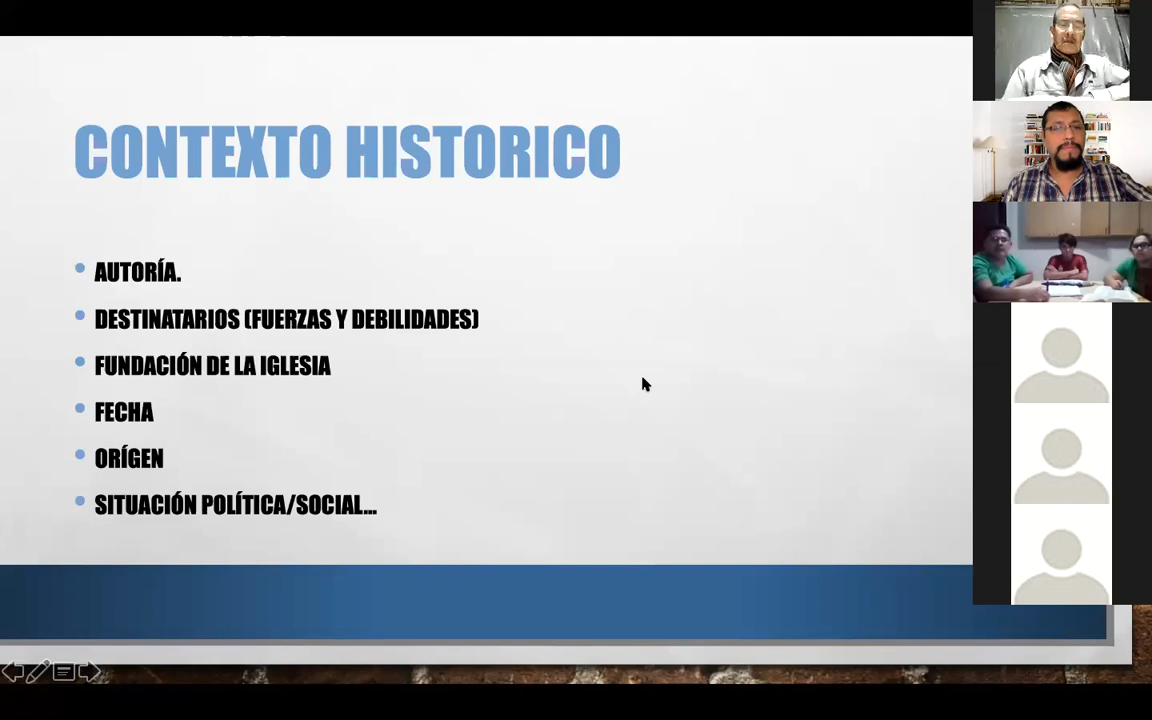 CONTEXTO HISTORICO
AUTORÍA.
DESTINATARIOS (FUERZAS Y DEBILIDADES)
FUNDACIÓN DE LA IGLESIA
FECHA
ORÍGEN
SITUACIÓN POLÍTICA/SOCIAL...